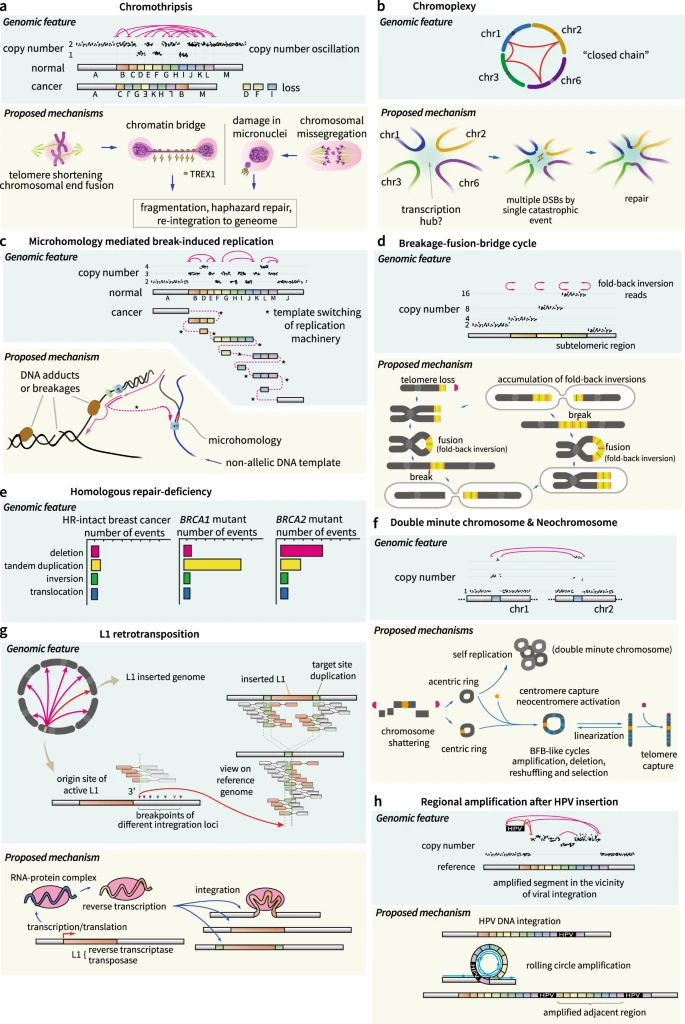 a Chromothripsis
Genomic feature
copy number 2
1
copy number oscillation
normal
A B C D E F G H I J K L M
cancer
D F I loss
Proposed mechanisms
chromatin bridge
damage in
micronuclei
chromosomal
missegregation
TREX1
telomere shortening
chromosomal end fusion
fragmentation, haphazard repair,
re-integration to geneome
b Chromoplexy
Genomic feature
chr1 chr2
chr3 chr6
"closed chain"
Proposed mechanism
chr1 chr2
chr3 chr6
transcription
hub?
multiple DSBs by
single catastrophic
event
repair
c Microhomology mediated break-induced replication
Genomic feature
copy number
4
3
2
normal
A B D E F G H I J K L M J
cancer
* template switching
of replication
machinery
Proposed mechanism
DNA adducts
or breakages
microhomology
non-allelic DNA template
d Breakage-fusion-bridge cycle
Genomic feature
fold-back inversion
reads
copy number
16
8
4
2
subtelomeric region
Proposed mechanism
telomere loss
accumulation of fold-back inversions
break
fusion
(fold-back inversion)
fusion
(fold-back inversion)
break
e Homologous repair-deficiency
Genomic feature
HR-intact breast cancer
number of events
BRCA1 mutant
number of events
BRCA2 mutant
number of events
deletion
tandem duplication
inversion
translocation
f Double minute chromosome & Neochromosome
Genomic feature
copy number
1
chr1 chr2
Proposed mechanisms
self replication
(double minute chromosome)
acentric ring
centromere capture
neocentromere activation
chromosome
shattering
centric ring
linearization
BFB-like cycles
amplification, deletion,
reshuffling and selection
telomere
capture
g L1 retrotransposition
Genomic feature
L1 inserted genome
inserted L1
target site
duplication
origin site of
active L1
3'
breakpoints of
different intregration loci
view on
reference
genome
Proposed mechanism
RNA-protein complex
reverse transcription
integration
transcription/translation
L1 { reverse transcriptase
transposase
h Regional amplification after HPV insertion
Genomic feature
HPV
copy number
reference
amplified segment in the vicinity
of viral integration
Proposed mechanism
HPV DNA integration
HPV
HPV
rolling circle amplification
HPV HPV
amplified adjacent region